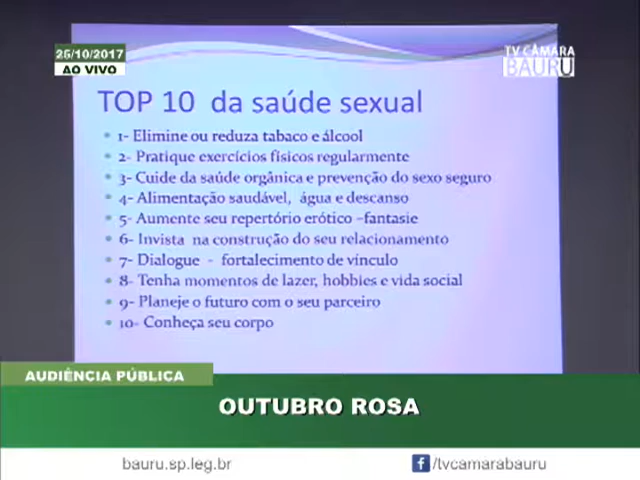 25/10/2017
AO VIVO
TV CÂMARA
BAURU
TOP 10 da saúde sexual
1- Elimine ou reduza tabaco e álcool
2- Pratique exercícios físicos regularmente
3- Cuide da saúde orgânica e prevenção do sexo seguro
4- Alimentação saudável, água e descanso
5- Aumente seu repertório erótico –fantasie
6- Invista na construção do seu relacionamento
7- Dialogue - fortalecimento de vínculo
8- Tenha momentos de lazer, hobbies e vida social
9- Planeje o futuro com o seu parceiro
10- Conheça seu corpo
AUDIÊNCIA PÚBLICA
OUTUBRO ROSA
bauru.sp.leg.br
f/tvcamarabauru